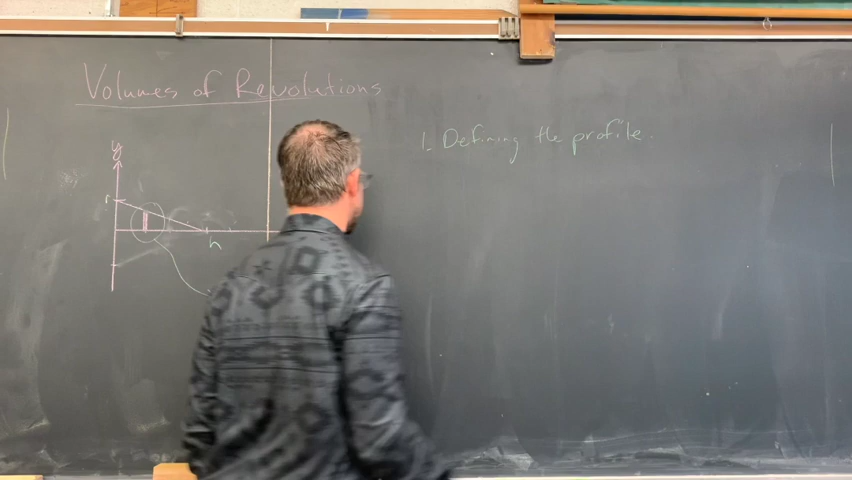 Volumes of Revolutions
1. Defining the profile.
y
r
h